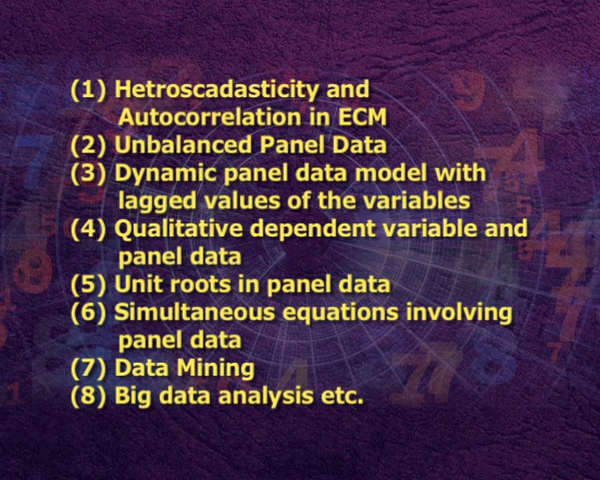 (1) Hetroscadasticity and
Autocorrelation in ECM
(2) Unbalanced Panel Data
(3) Dynamic panel data model with
lagged values of the variables
(4) Qualitative dependent variable and
panel data
(5) Unit roots in panel data
(6) Simultaneous equations involving
panel data
(7) Data Mining
(8) Big data analysis etc.